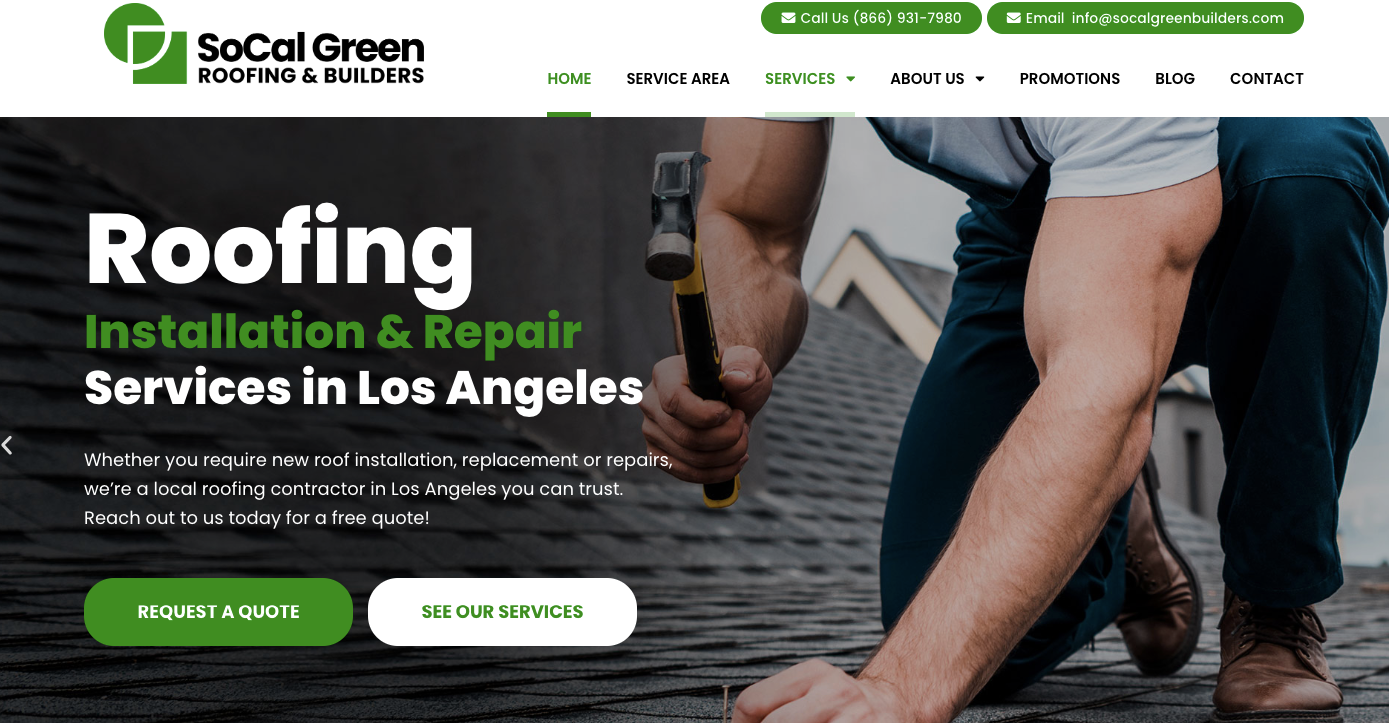 SoCal Green
ROOFING & BUILDERS
Call Us (866) 931-7980
Email info@socalgreenbuilders.com
HOME
SERVICE AREA
SERVICES
ABOUT US
PROMOTIONS
BLOG
CONTACT
Roofing
Installation & Repair
Services in Los Angeles
Whether you require new roof installation, replacement or repairs,
we’re a local roofing contractor in Los Angeles you can trust.
Reach out to us today for a free quote!
REQUEST A QUOTE
SEE OUR SERVICES